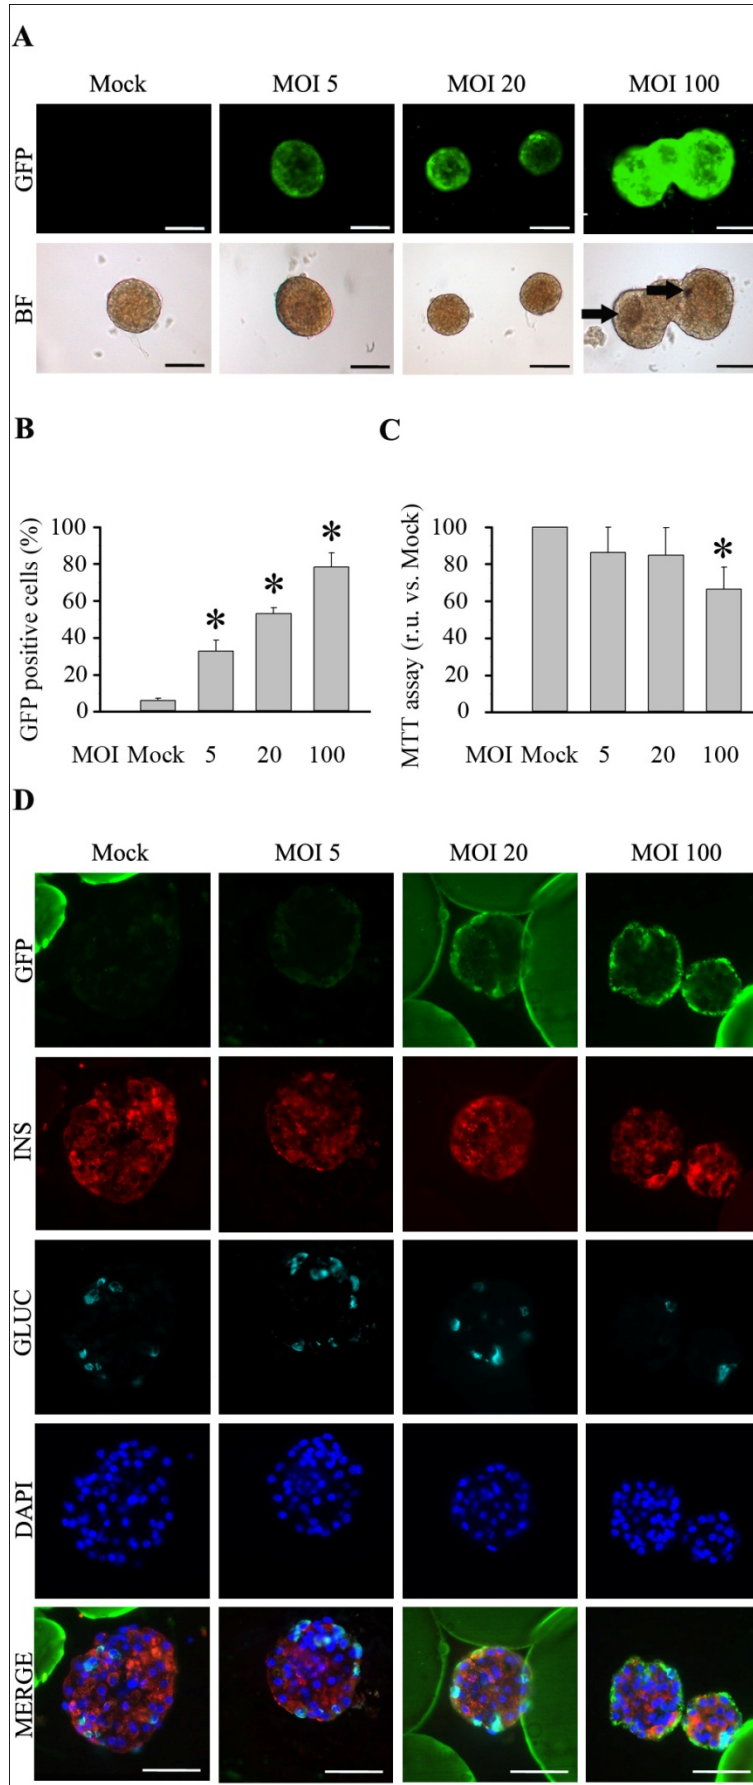 A
Mock MOI 5 MOI 20 MOI 100
GFP
BF
B
GFP positive cells (%)
100
80
60
40
20
0
* * *
MOI Mock 5 20 100
C
MTT assay (r.u. vs. Mock)
100
80
60
40
20
0
*
MOI Mock 5 20 100
D
Mock MOI 5 MOI 20 MOI 100
GFP
INS
GLUC
DAPI
MERGE